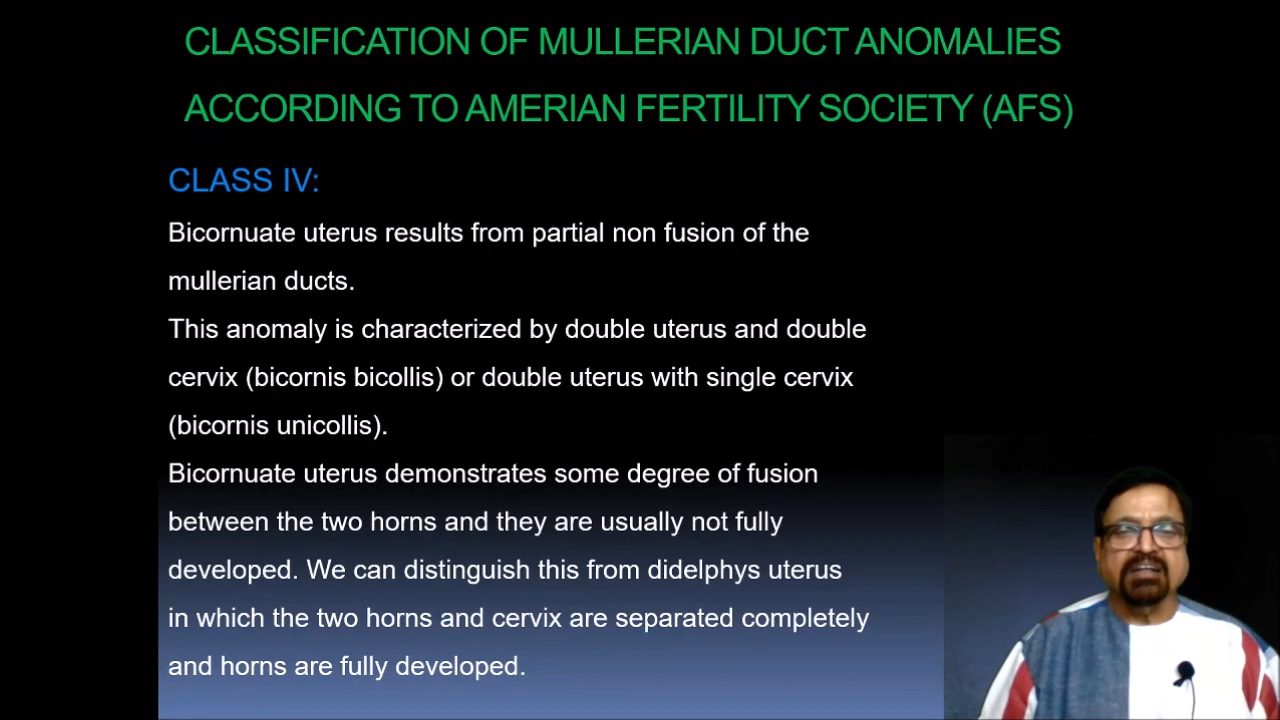 CLASSIFICATION OF MULLERIAN DUCT ANOMALIES
ACCORDING TO AMERIAN FERTILITY SOCIETY (AFS)
CLASS IV:
Bicornuate uterus results from partial non fusion of the
mullerian ducts.
This anomaly is characterized by double uterus and double
cervix (bicornis bicollis) or double uterus with single cervix
(bicornis unicollis).
Bicornuate uterus demonstrates some degree of fusion
between the two horns and they are usually not fully
developed. We can distinguish this from didelphys uterus
in which the two horns and cervix are separated completely
and horns are fully developed.